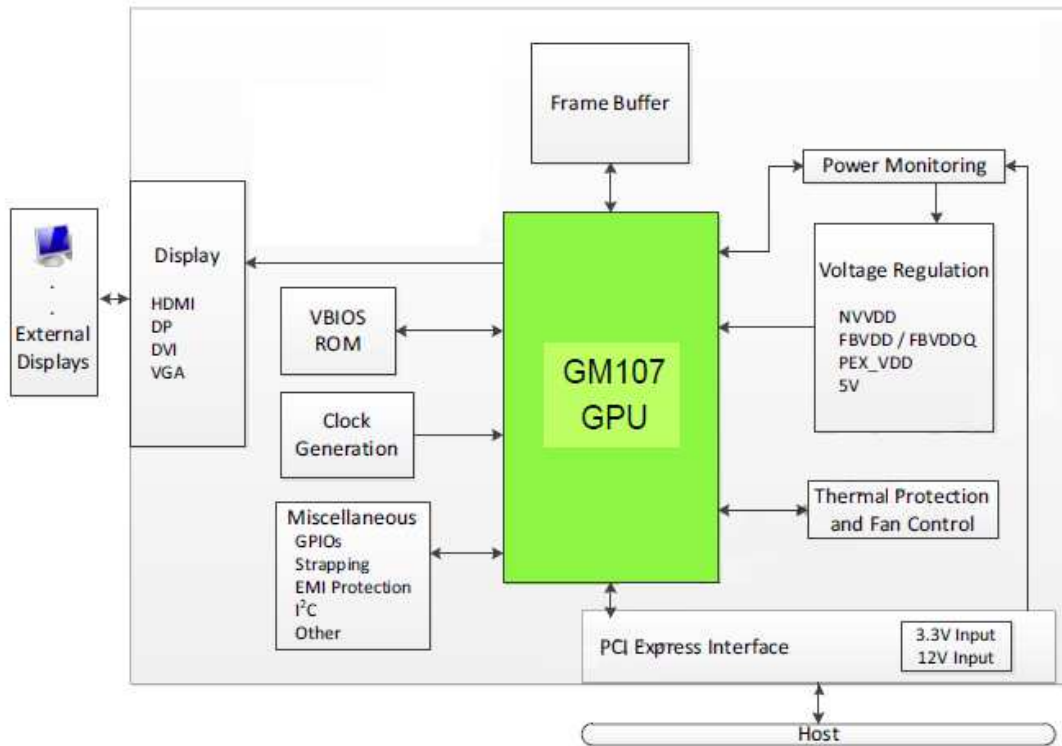 Frame Buffer
Power Monitoring
Display
HDMI
DP
DVI
VGA
.
.
External
Displays
VBIOS
ROM
Clock
Generation
Miscellaneous
GPIOs
Strapping
EMI Protection
I²C
Other
GM107
GPU
Voltage Regulation
NVVDD
FBVDD / FBVDDQ
PEX_VDD
5V
Thermal Protection
and Fan Control
PCI Express Interface
3.3V Input
12V Input
Host